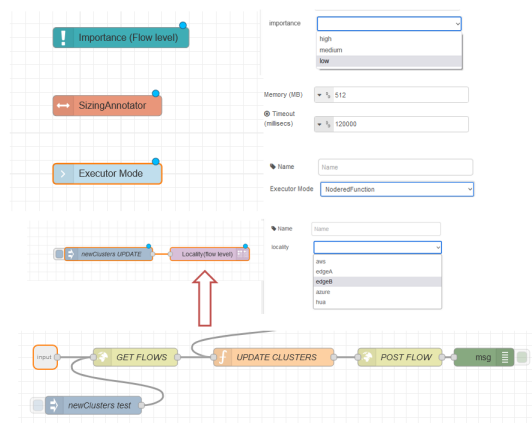 importance
Importance (Flow level)
high
medium
low
Memory (MB)
512
SizingAnnotator
Timeout
(millisecs)
120000
Name
Name
Executor Mode
Executor Mode
NoderedFunction
Name
Name
newClusters UPDATE
Locality(flow level)
locality
aws
edgeA
edgeB
azure
hua
input
GET FLOWS
UPDATE CLUSTERS
POST FLOW
msg
newClusters test